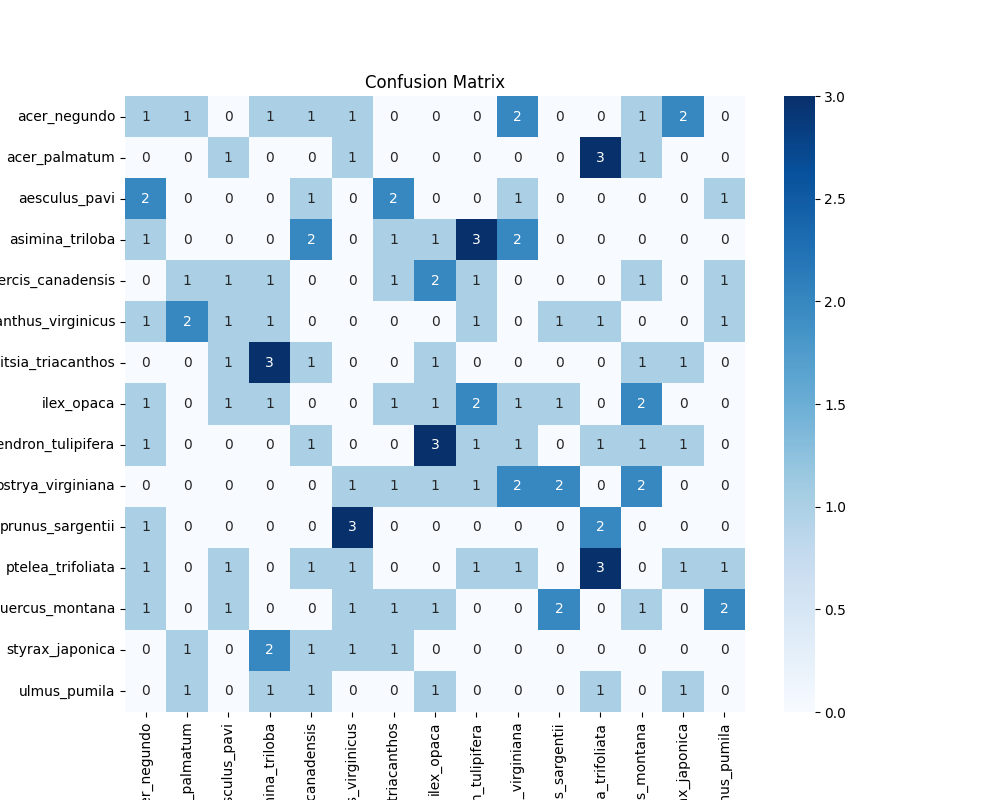 Confusion Matrix
acer_negundo 1 1 0 1 1 1 0 0 0 2 0 0 1 2 0
acer_palmatum 0 0 1 0 0 1 0 0 0 0 0 3 1 0 0
aesculus_pavi 2 0 0 0 1 0 2 0 0 1 0 0 0 0 1
asimina_triloba 1 0 0 0 2 0 1 1 3 2 0 0 0 0 0
ercis_canadensis 0 1 1 1 0 0 1 2 1 0 0 0 1 0 1
anthus_virginicus 1 2 1 1 0 0 0 0 1 0 1 1 0 0 1
itsia_triacanthos 0 0 1 3 1 0 0 1 0 0 0 0 1 1 0
ilex_opaca 1 0 1 1 0 0 1 1 2 1 1 0 2 0 0
endron_tulipifera 1 0 0 0 1 0 0 3 1 1 0 1 1 1 0
ostrya_virginiana 0 0 0 0 0 1 1 1 1 2 2 0 2 0 0
prunus_sargentii 1 0 0 0 0 3 0 0 0 0 0 2 0 0 0
ptelea_trifoliata 1 0 1 0 1 1 0 0 1 1 0 3 0 1 1
uercus_montana 1 0 1 0 0 1 1 1 0 0 2 0 1 0 2
styrax_japonica 0 1 0 2 1 1 1 0 0 0 0 0 0 0 0
ulmus_pumila 0 1 0 1 1 0 0 1 0 0 0 1 0 1 0
er_negundo
_palmatum
sculus_pavi
mina_triloba
canadensis
s_virginicus
triacanthos
ilex_opaca
n_tulipifera
_virginiana
s_sargentii
a_trifoliata
s_montana
ax_japonica
nus_pumila
3.0
2.5
2.0
1.5
1.0
0.5
0.0